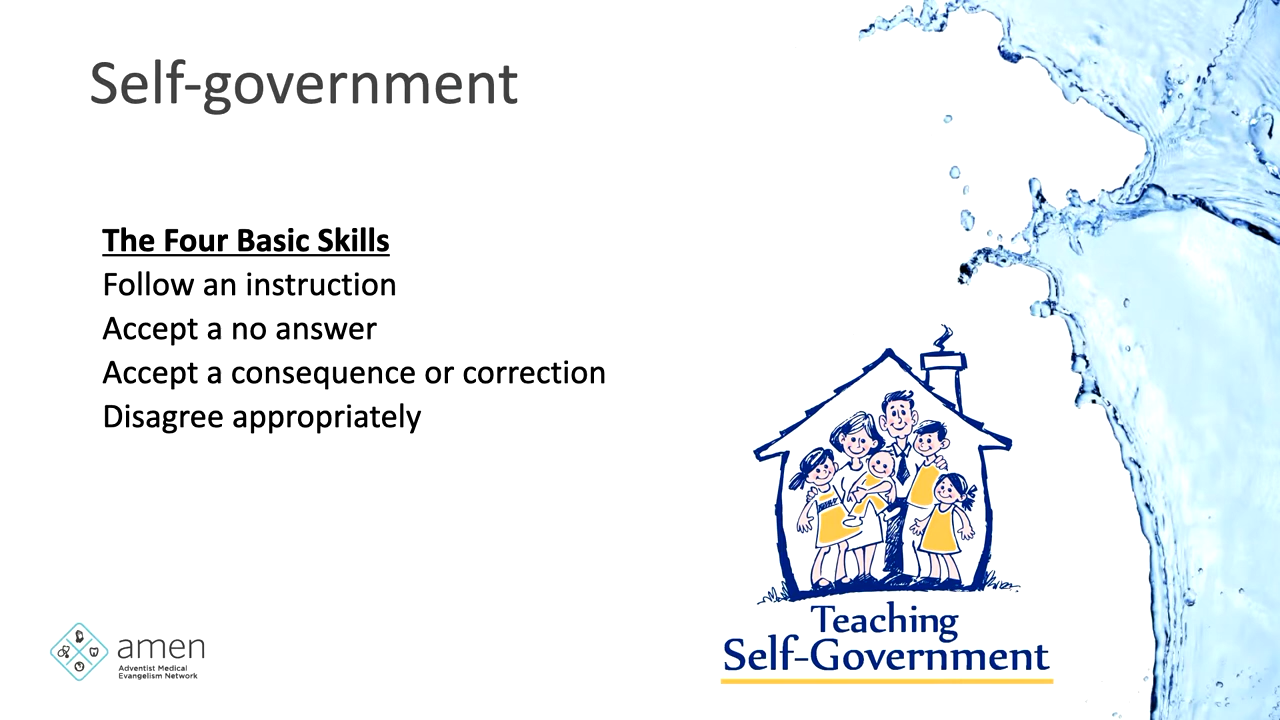 Self-government
The Four Basic Skills
Follow an instruction
Accept a no answer
Accept a consequence or correction
Disagree appropriately
Teaching
Self-Government
amen
Adventist Medical
Evangelism Network